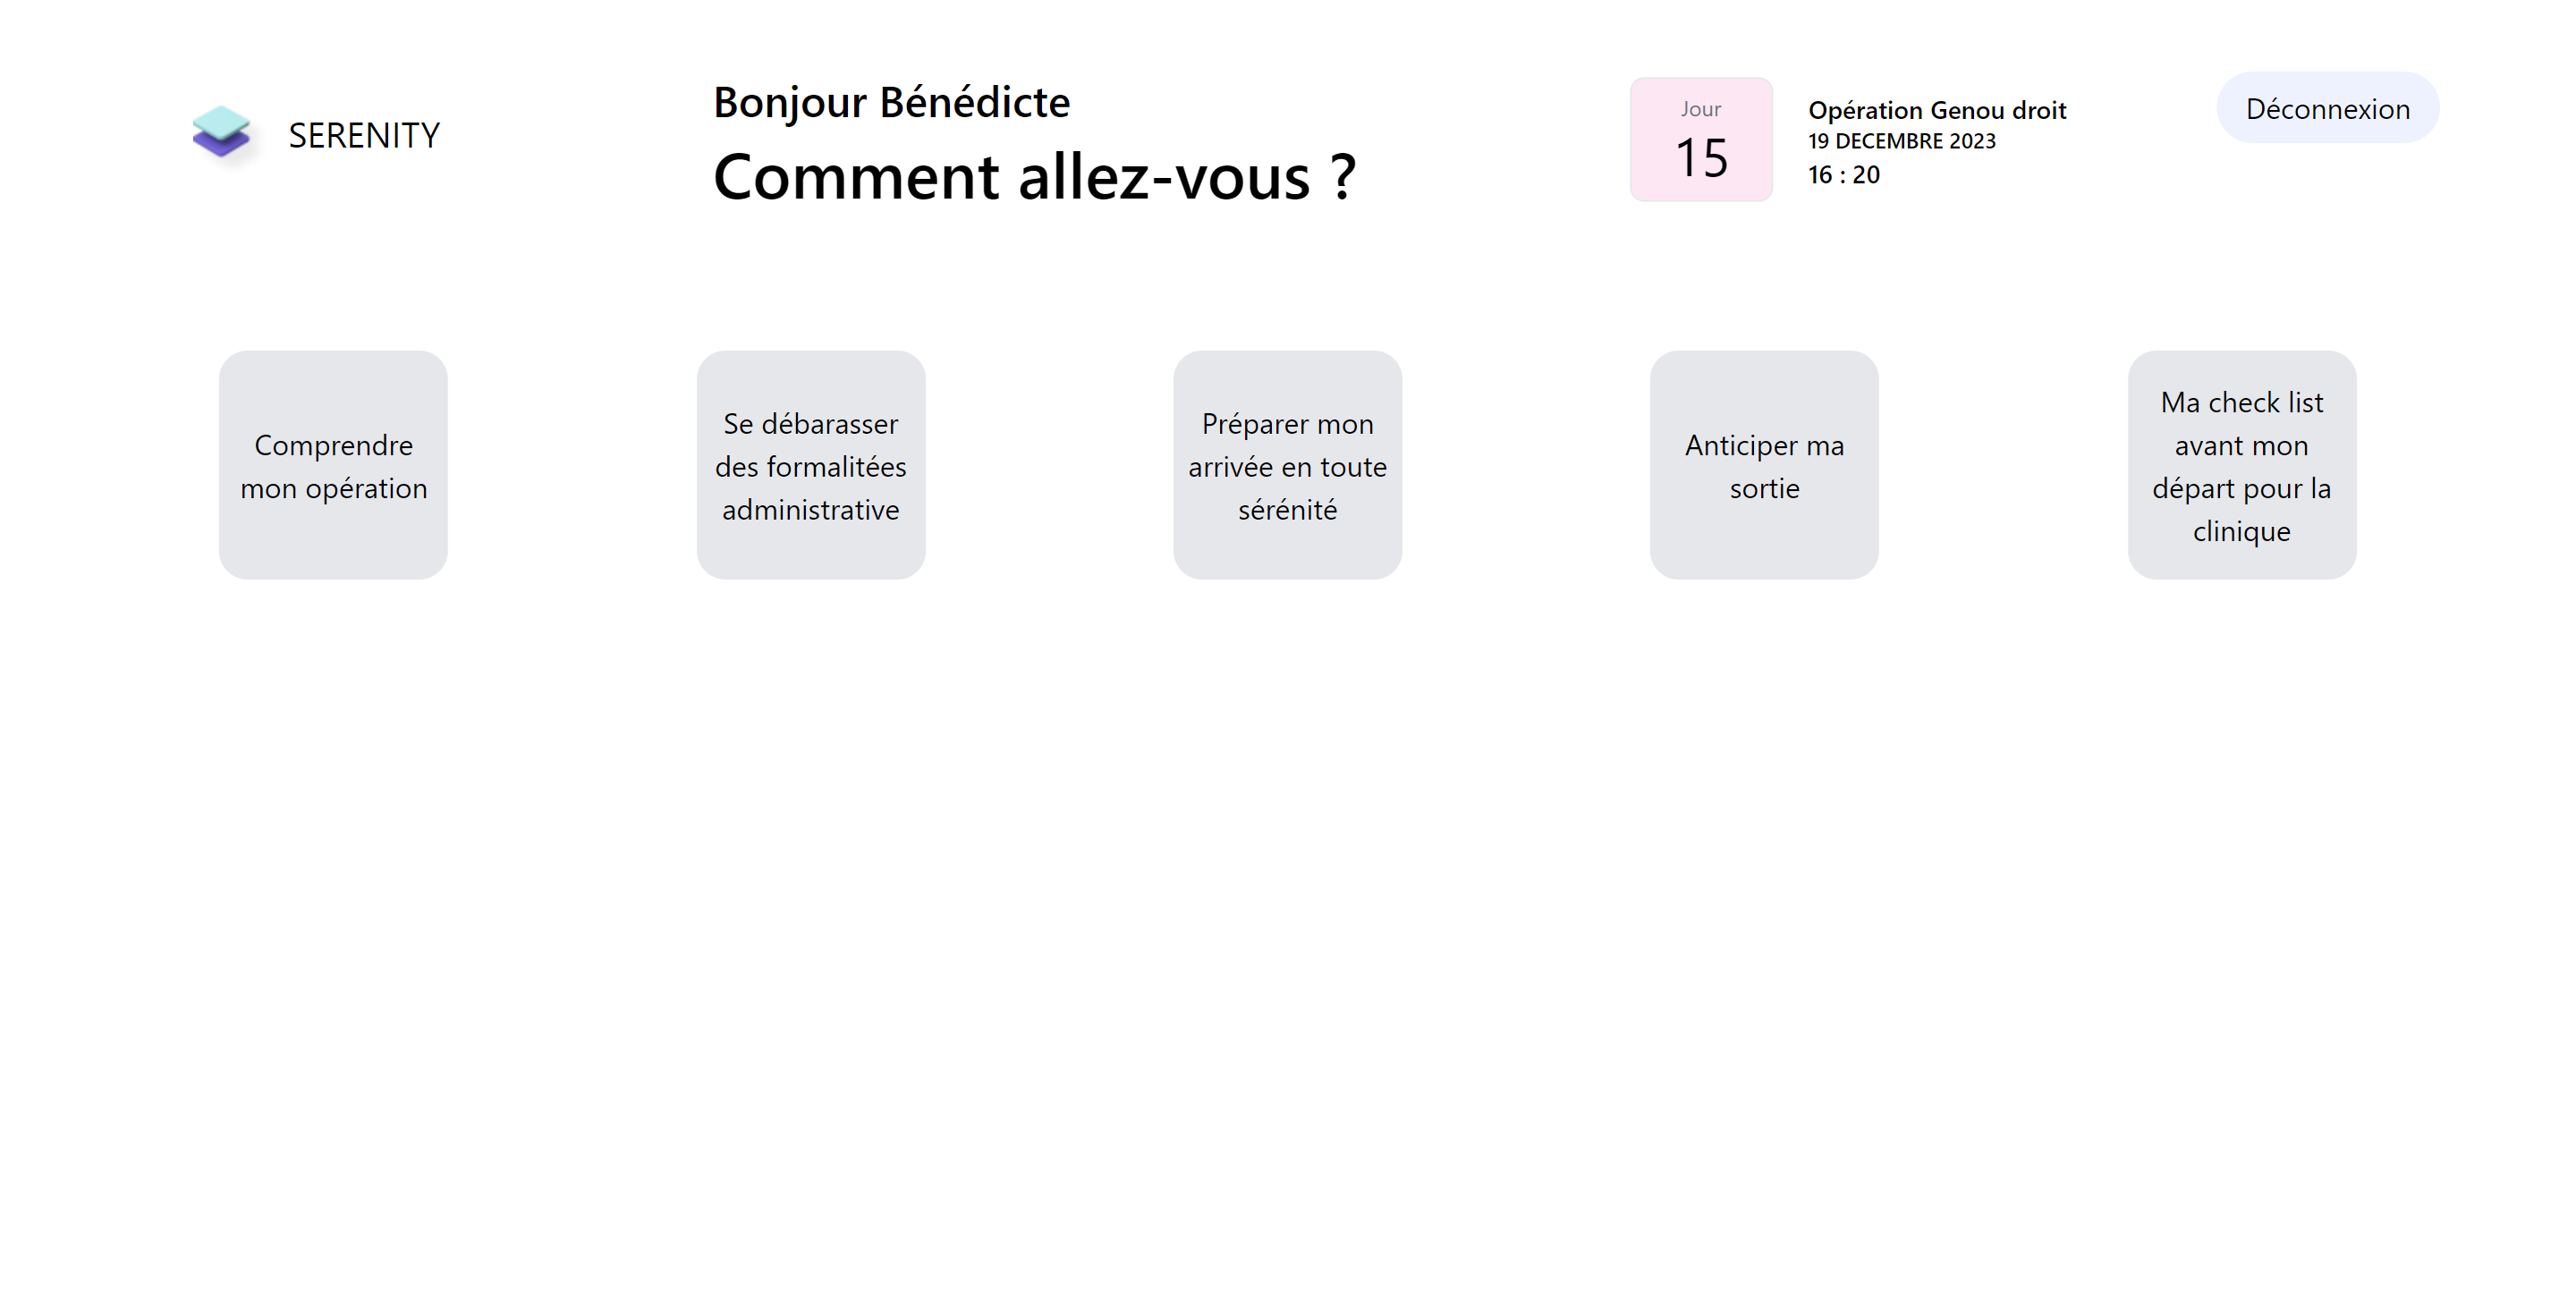 SERENITY
Bonjour Bénédicte
Comment allez-vous ?
Jour
15
Opération Genou droit
19 DECEMBRE 2023
16 : 20
Déconnexion
Comprendre
mon opération
Se débarasser
des formalitées
administrative
Préparer mon
arrivée en toute
sérénité
Anticiper ma
sortie
Ma check list
avant mon
départ pour la
clinique